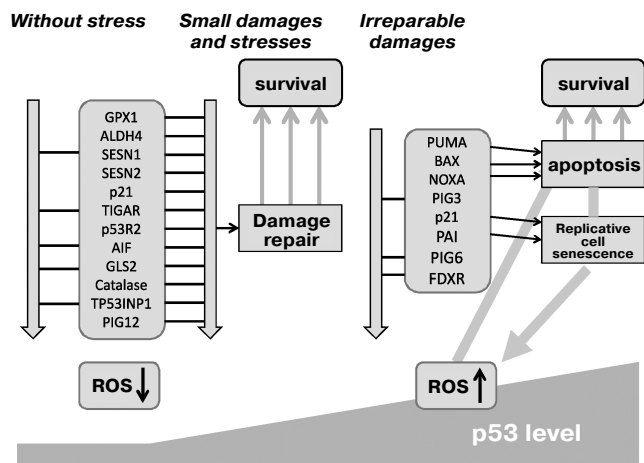 Without stress
Small damages
and stresses
Irreparable
damages
survival
survival
GPX1
ALDH4
SESN1
SESN2
p21
TIGAR
p53R2
AIF
GLS2
Catalase
TP53INP1
PIG12
Damage
repair
PUMA
BAX
NOXA
PIG3
p21
PAI
PIG6
FDXR
apoptosis
Replicative
cell
senescence
ROS
ROS
p53 level